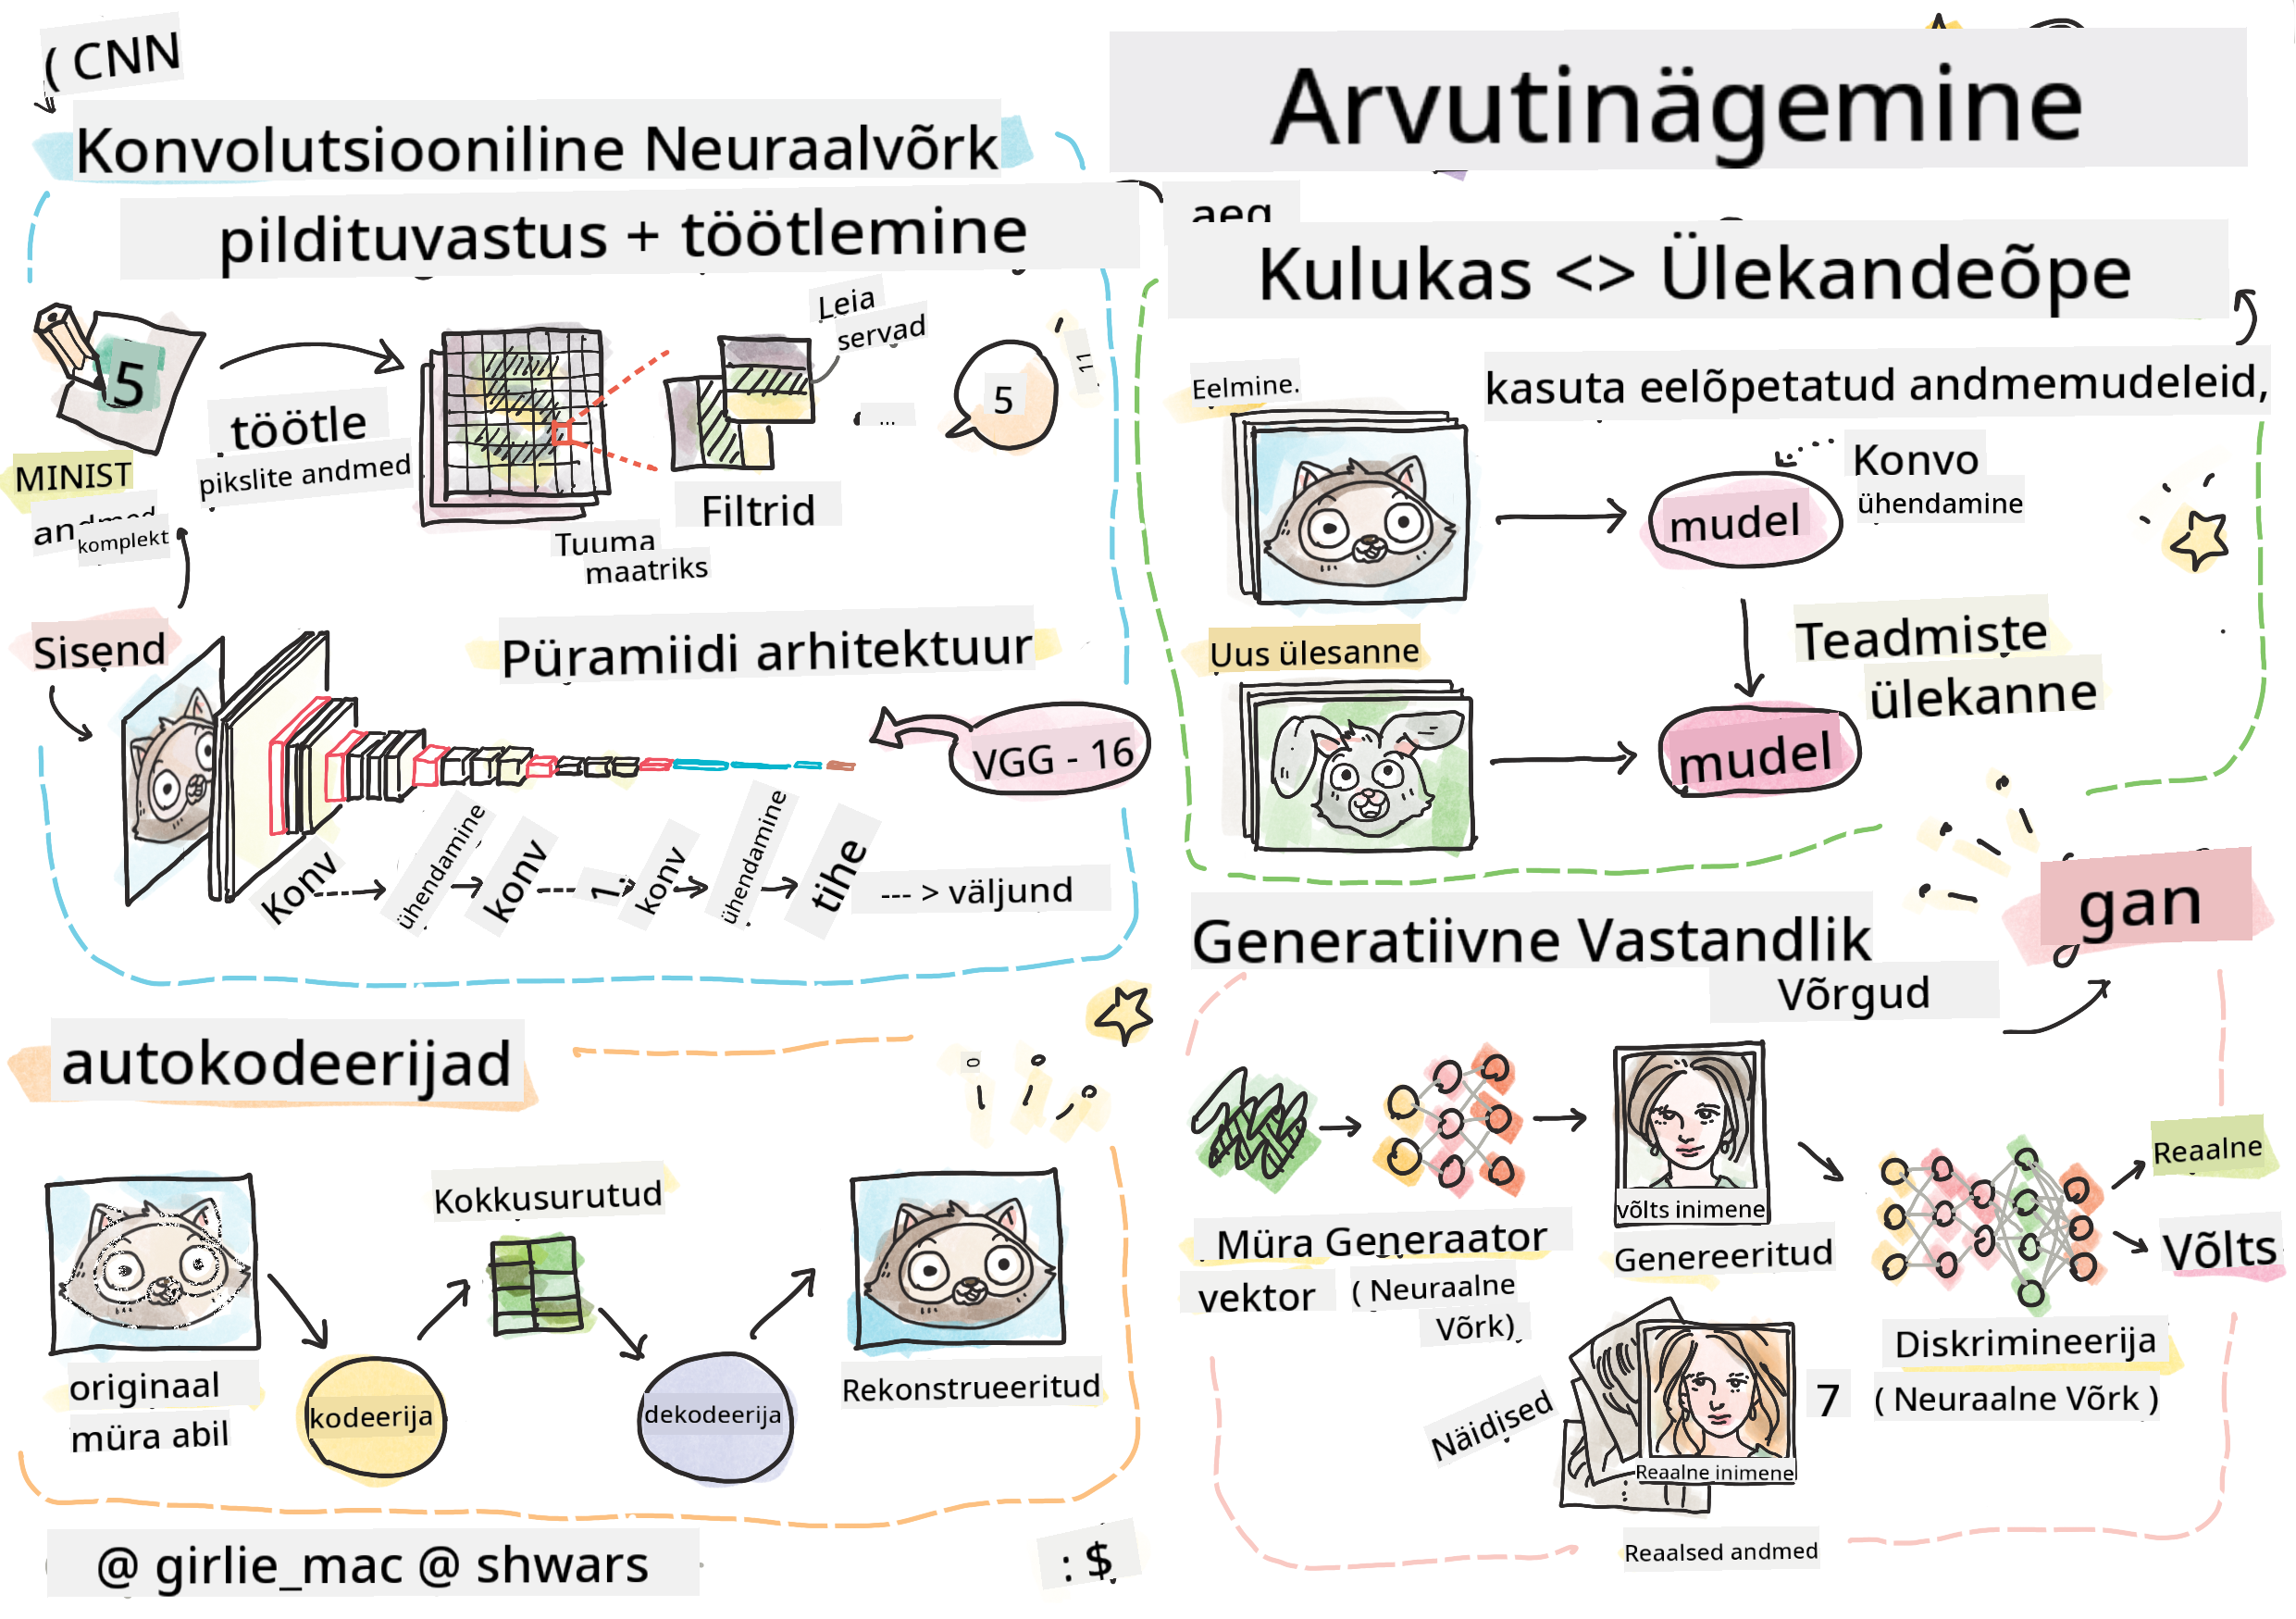 ( CNN
Konvolutsiooniline Neuraalvõrk
pildituvastus + töötlemine
5
töötle
pikslite andmed
MINIST
andmed
komplekt
Leia
servad
Filtrid
Tuuma
maatriks
...
5
11
Sisend
Püramiidi arhitektuur
VGG - 16
Konv
ühendamine
konv
1.
konv
ühendamine
tihe
--- > väljund
autokodeerijad
0
originaal
müra abil
kodeerija
Kokkusurutud
dekodeerija
Rekonstrueeritud
@ girlie_mac @ shwars
: $
Arvutinägemine
aeg
Kulukas <> Ülekandeõpe
Eelmine.
kasuta eelõpetatud andmemudeleid,
Konvo
ühendamine
mudel
Uus ülesanne
Teadmiste
ülekanne
mudel
gan
Generatiivne Vastandlik
Võrgud
Müra Generaator
vektor
( Neuraalne
Võrk)
võlts inimene
Genereeritud
Reaalne
Võlts
Diskrimineerija
( Neuraalne Võrk )
Näidised
7
Reaalne inimene
Reaalsed andmed